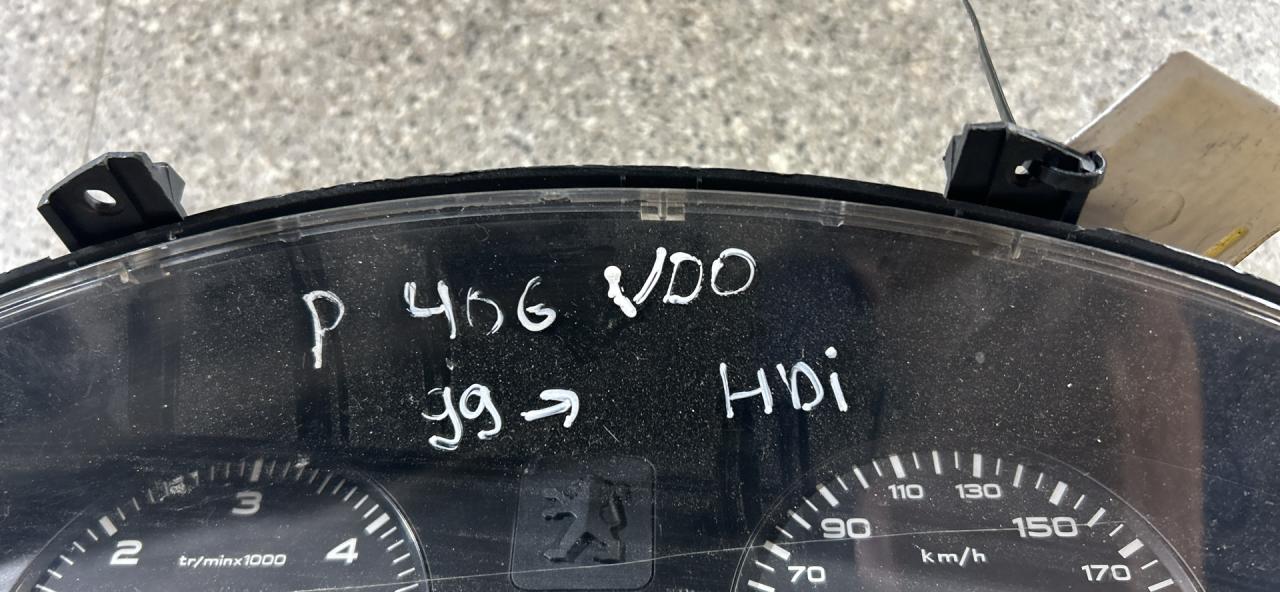 P 406 VDO
99 → HDi
3
110 130
2 4 90 150
tr/minx1000 km/h
70 170